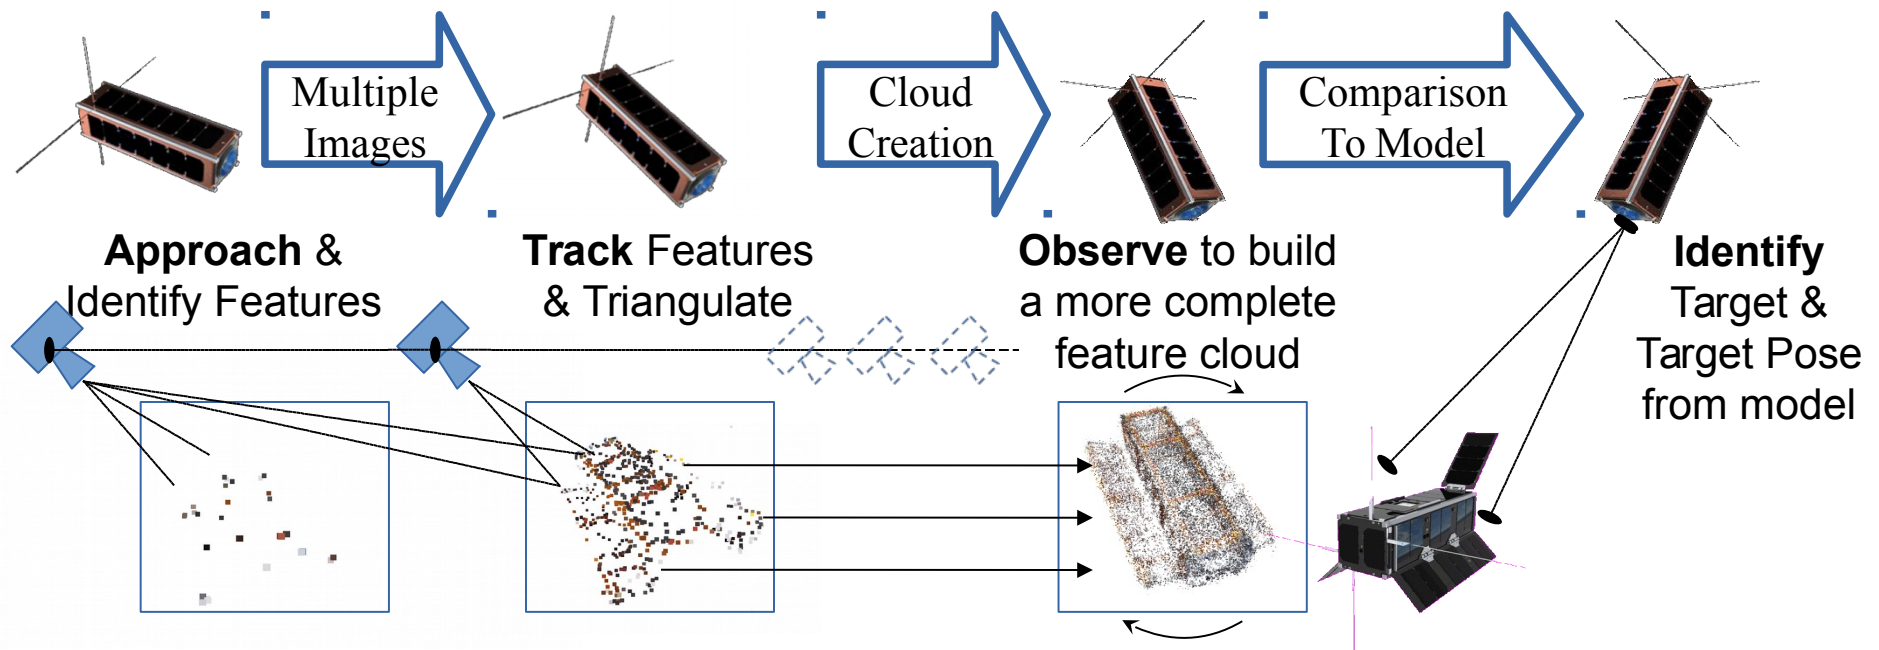 Multiple
Images
Cloud
Creation
Comparison
To Model
Approach &
Identify Features
Track Features
& Triangulate
Observe to build
a more complete
feature cloud
Identify
Target &
Target Pose
from model